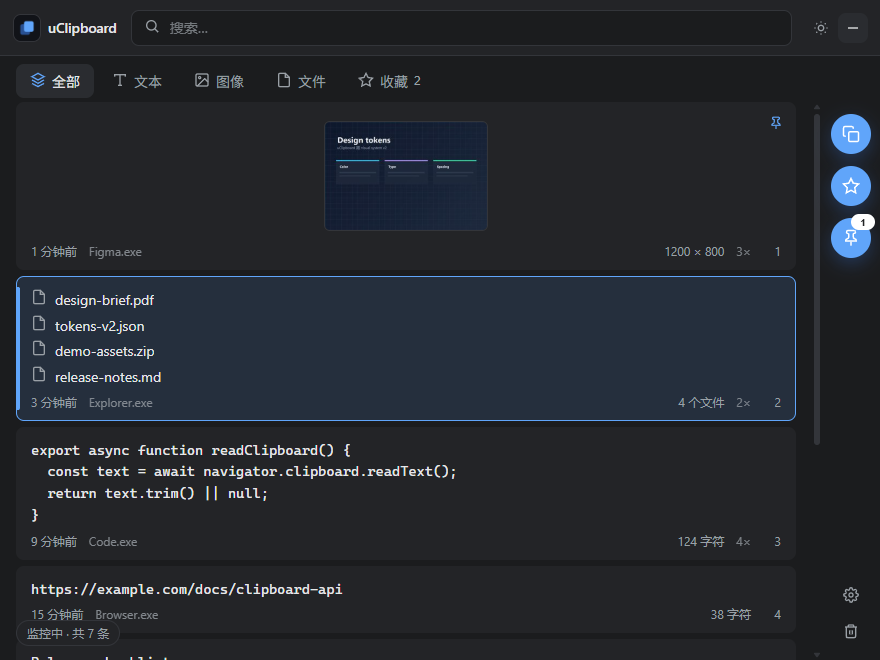 uClipboard
搜索...
全部
文本
图像
文件
收藏 2
Design tokens
Color
Type
Spacing
1 分钟前 Figma.exe 1200 × 800 3× 1
1
design-brief.pdf
tokens-v2.json
demo-assets.zip
release-notes.md
3 分钟前 Explorer.exe 4 个文件 2× 2
export async function readClipboard() {
  const text = await navigator.clipboard.readText();
  return text.trim() || null;
}
9 分钟前 Code.exe 124 字符 4× 3
https://example.com/docs/clipboard-api
15 分钟前 Browser.exe 38 字符 4
监控中 · 共 7 条